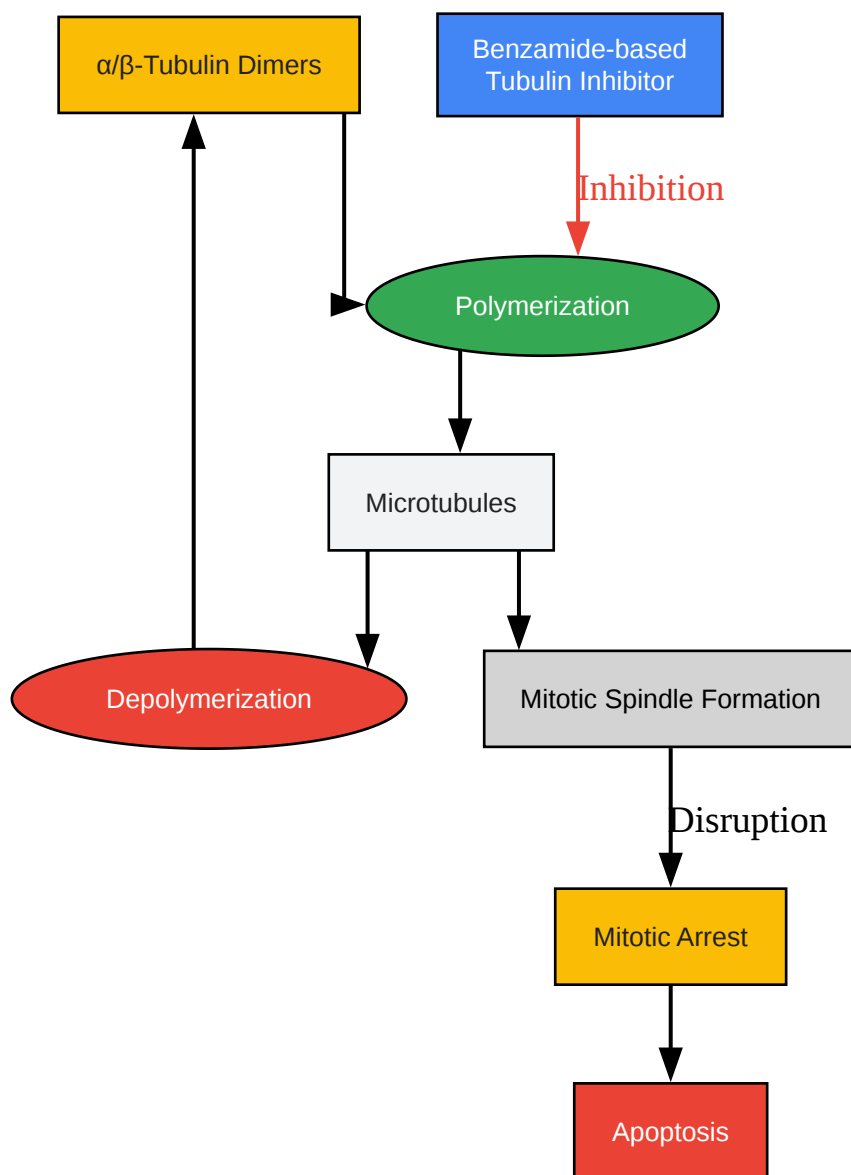 α/β-Tubulin Dimers
Benzamide-based
Tubulin Inhibitor
Inhibition
Polymerization
Microtubules
Depolymerization
Mitotic Spindle Formation
Disruption
Mitotic Arrest
Apoptosis